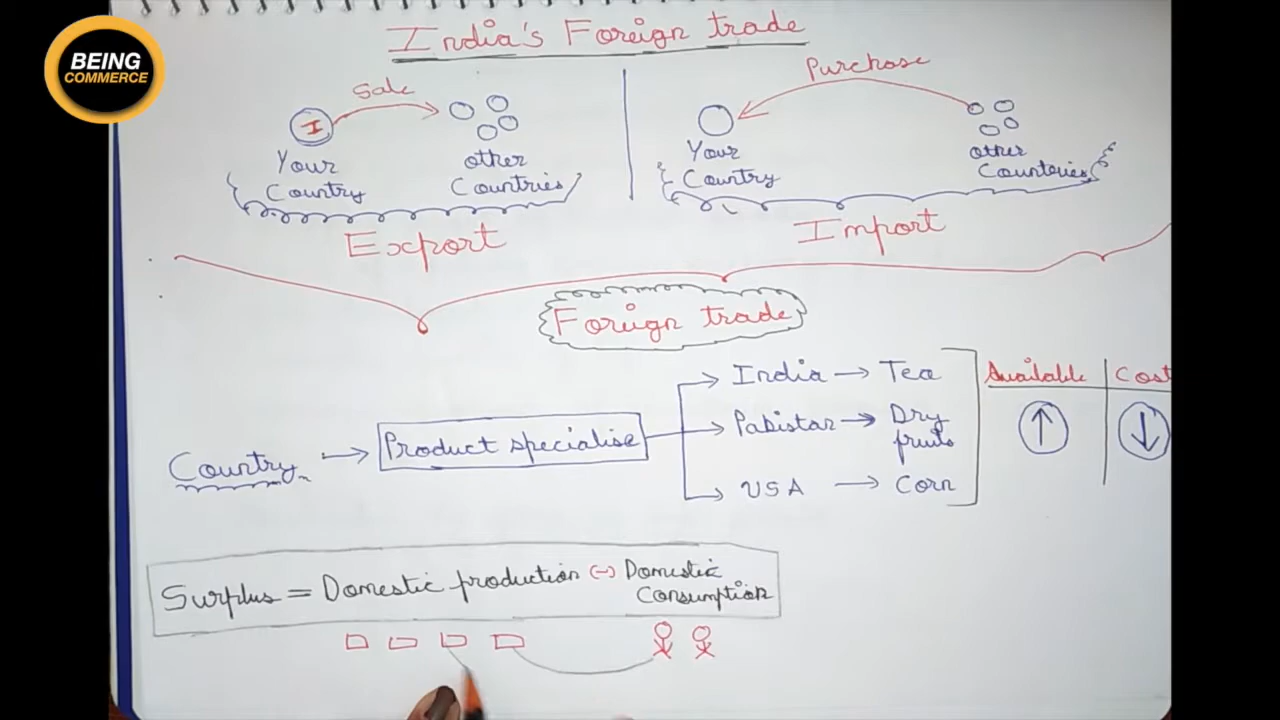 BEING
COMMERCE
India's Foreign trade
Sale
I
Your
Country
other
Countries
Export
Purchase
Your
Country
other
Counteries
Import
Foreign trade
Country
Product specialise
India → Tea
Pakistan → Dry
fruits
USA → Corn
Available
Cost
↑
↓
Surplus = Domestic production (-) Domestic
Consumption